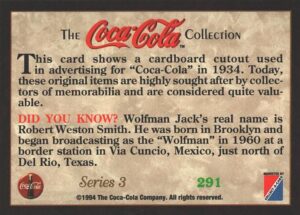 The Coca-Cola Collection
This card shows a cardboard cutout used
in advertising for "Coca-Cola" in 1934. Today,
these original items are highly sought after by collec-
tors of memorabilia and are considered quite valu-
able.
DID YOU KNOW? Wolfman Jack's real name is
Robert Weston Smith. He was born in Brooklyn and
began broadcasting as the "Wolfman" in 1960 at a
border station in Via Cuncio, Mexico, just north of
Del Rio, Texas.
Series 3
291
©1994 The Coca-Cola Company. All rights reserved.